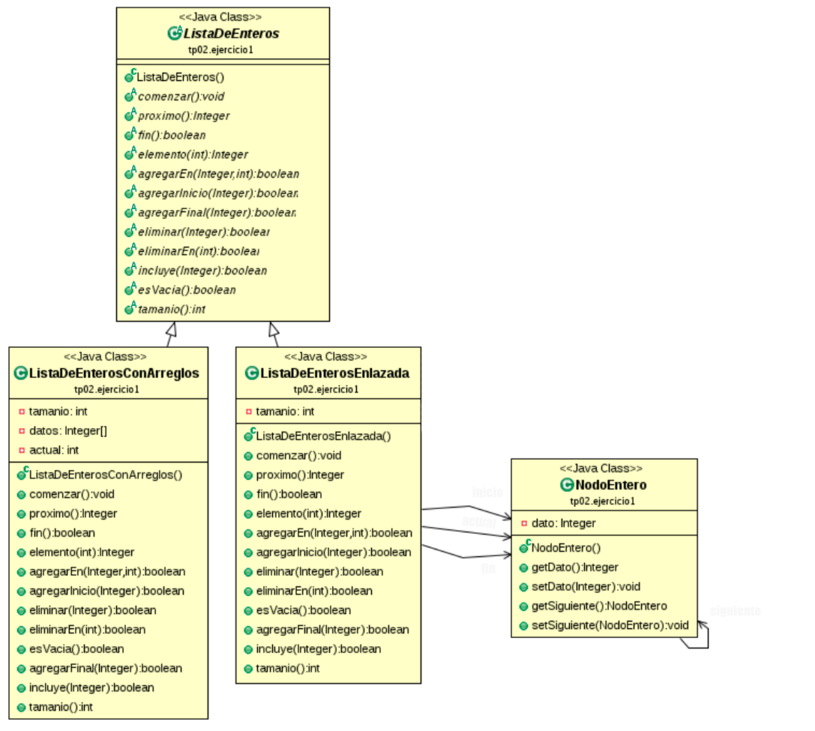 <<Java Class>>
ListaDeEnteros
tp02.ejercicio1
ListaDeEnteros()
comenzar():void
proximo():Integer
fin():boolean
elemento(int):Integer
agregarEn(Integer,int):boolean
agregarInicio(Integer):boolean
agregarFinal(Integer):boolean
eliminar(Integer):boolear
eliminarEn(int):boolear
incluye(Integer):boolean
esVacia():boolean
tamanio():int
<<Java Class>>
ListaDeEnterosConArreglos
tp02.ejercicio1
tamanio: int
datos: Integer[]
actual: int
ListaDeEnterosConArreglos()
comenzar():void
proximo():Integer
fin():boolean
elemento(int):Integer
agregarEn(Integer,int):boolean
agregarInicio(Integer):boolean
eliminar(Integer):boolean
eliminarEn(int):boolean
esVacia():boolean
agregarFinal(Integer):boolean
incluye(Integer):boolean
tamanio():int
<<Java Class>>
ListaDeEnterosEnlazada
tp02.ejercicio1
tamanio: int
ListaDeEnterosEnlazada()
comenzar():void
proximo():Integer
fin():boolean
elemento(int):Integer
agregarEn(Integer,int):boolean
agregarInicio(Integer):boolean
eliminar(Integer):boolean
eliminarEn(int):boolean
esVacia():boolean
agregarFinal(Integer):boolean
incluye(Integer):boolean
tamanio():int
<<Java Class>>
NodoEntero
tp02.ejercicio1
dato: Integer
NodoEntero()
getDato():Integer
setDato(Integer):void
getSiguiente():NodoEntero
setSiguiente(NodoEntero):void